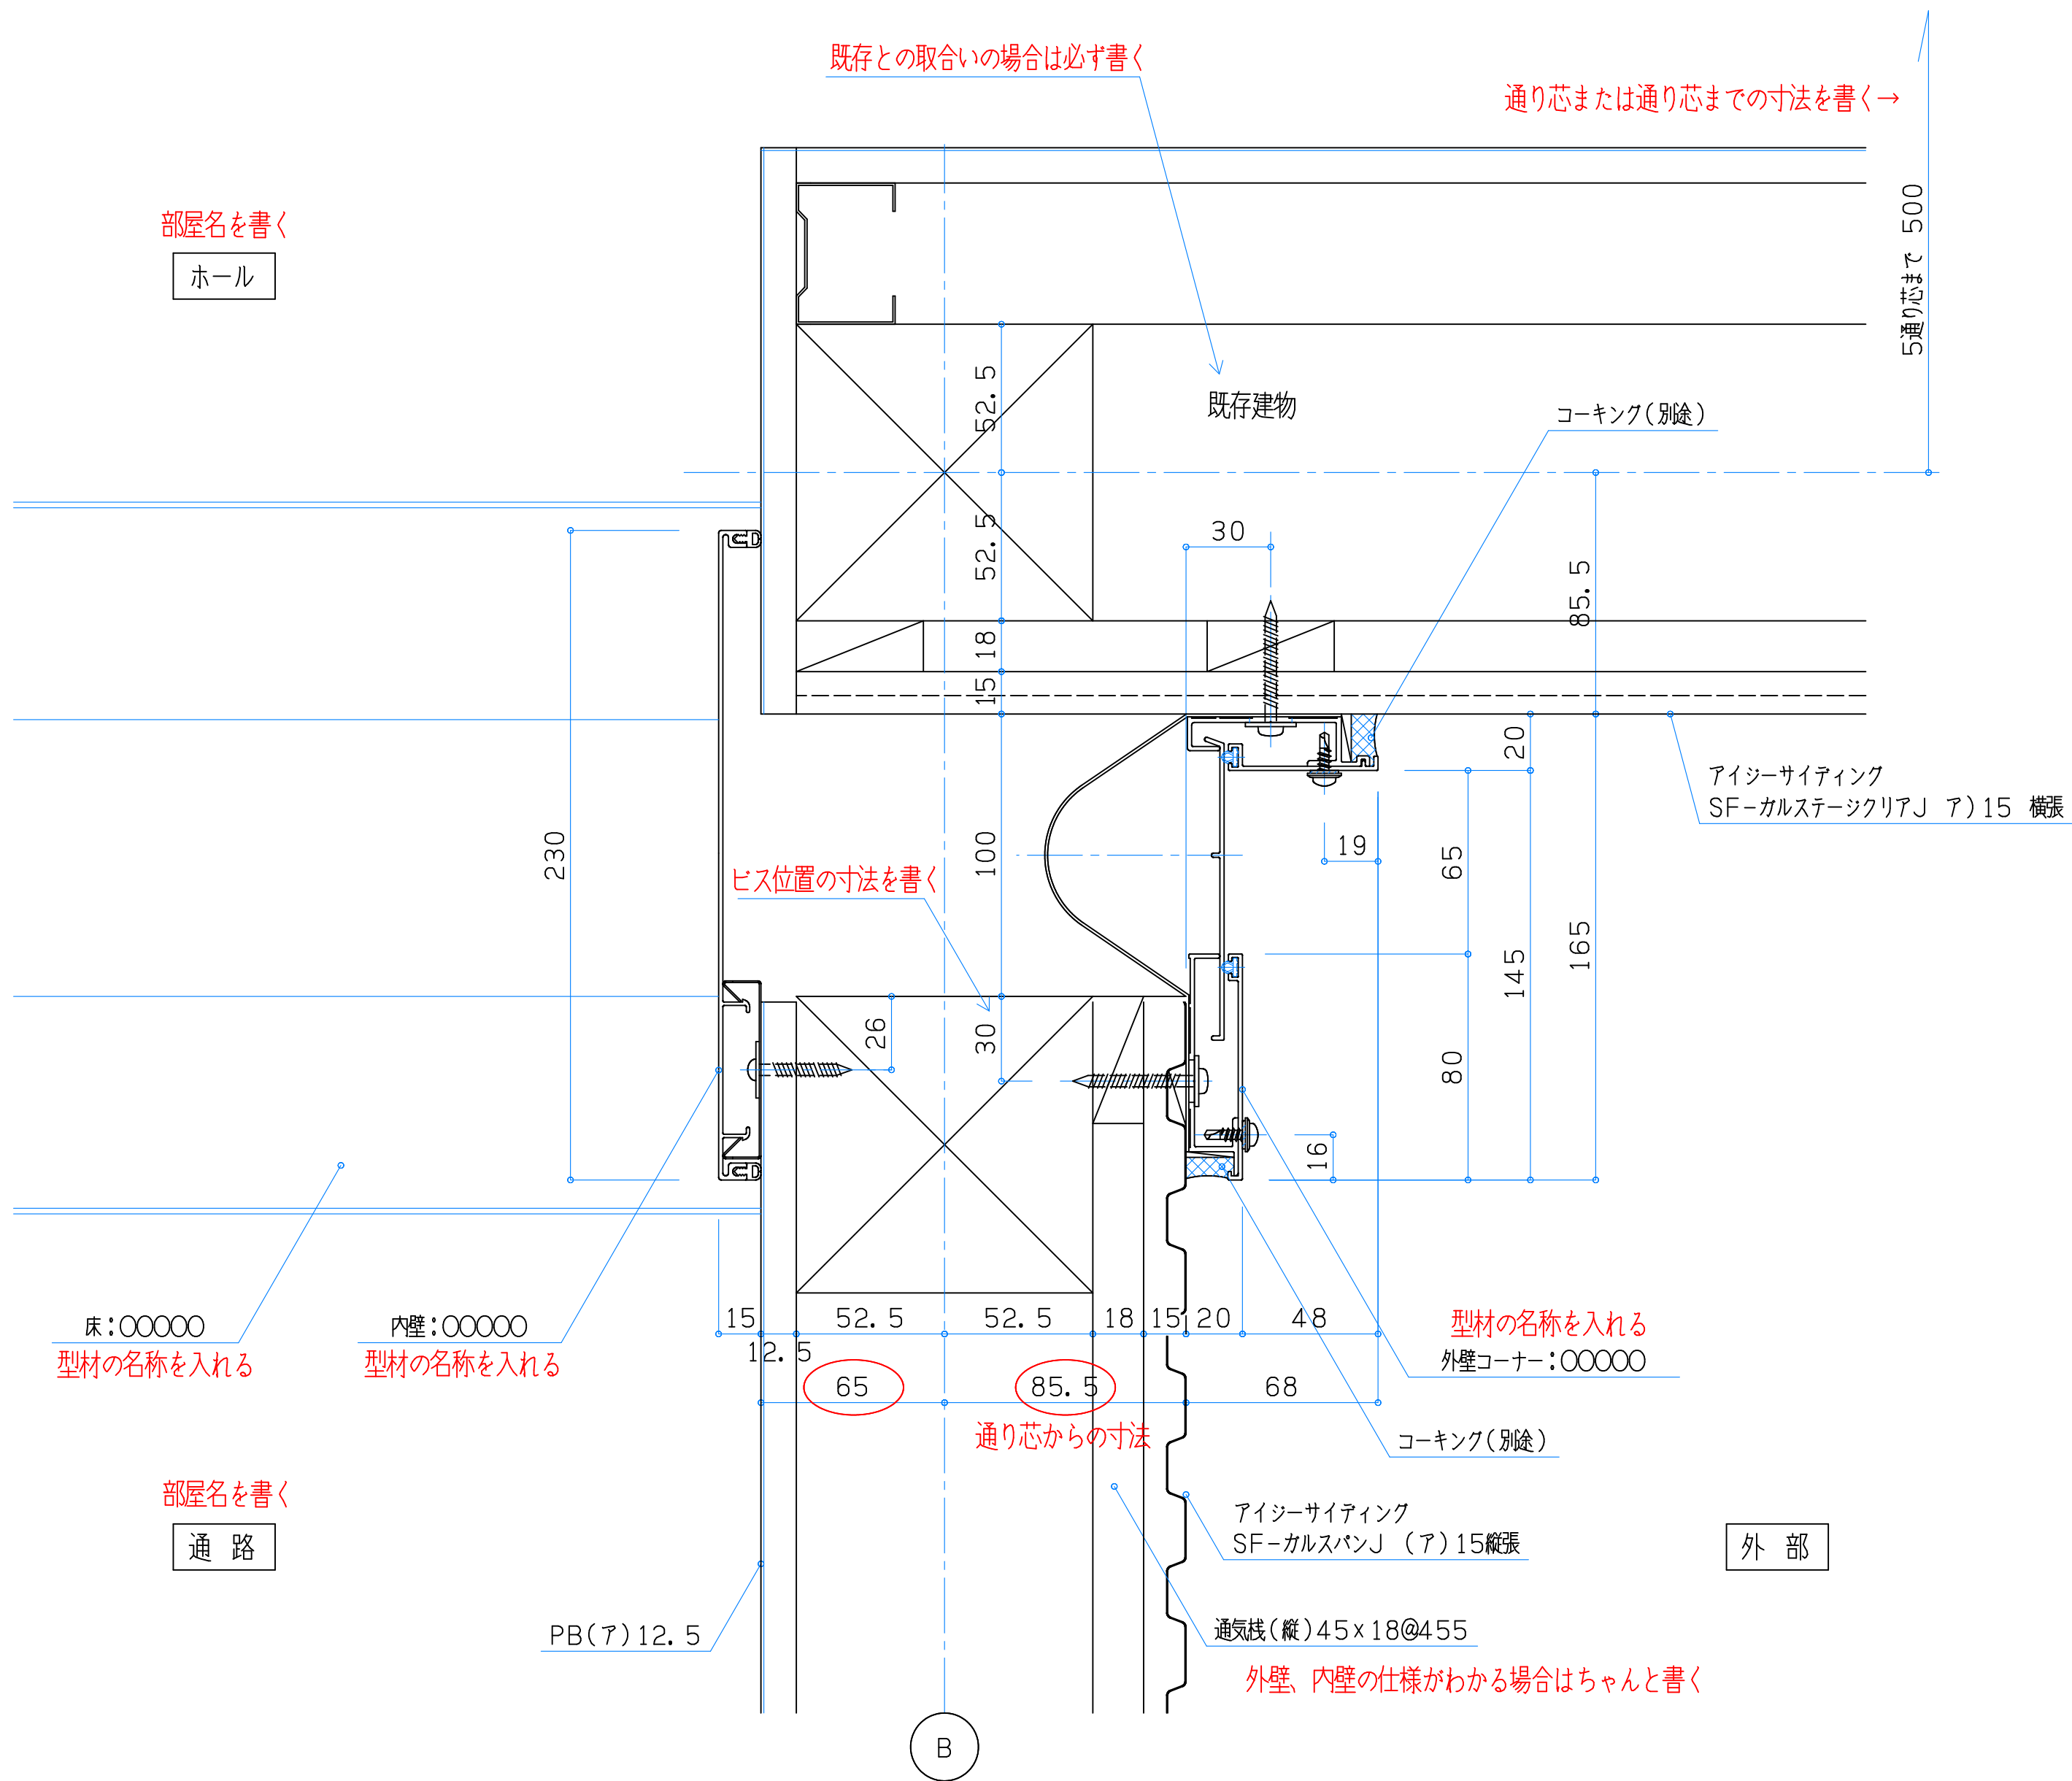 既存との取合いの場合は必ず書く
通り芯または通り芯までの寸法を書く→
部屋名を書く
ホール
5通り芯まで 500
52.5
既存建物
コーキング(別途)
52.5
30
85.5
18
15
20
アイジーサイディング
SF-ガルステージクリアJ ア)15 横張
230
100
19
65
ビス位置の寸法を書く
165
145
26
30
80
16
床:○○○○○
型材の名称を入れる
内壁:○○○○○
型材の名称を入れる
15
52.5
52.5
18
15
20
48
12.5
型材の名称を入れる
外壁コーナー:○○○○○
65
85.5
68
通り芯からの寸法
コーキング(別途)
部屋名を書く
通 路
アイジーサイディング
SF-ガルスパンJ (ア)15縦張
外 部
PB(ア)12.5
通気桟(縦)45x18@455
外壁、内壁の仕様がわかる場合はちゃんと書く
B